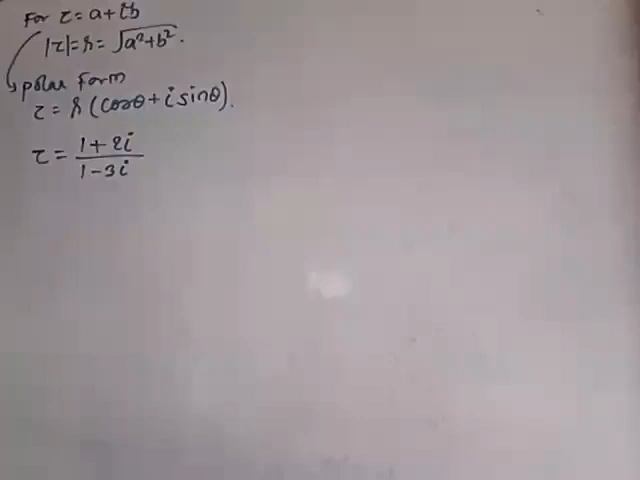 For z = a + ib
|z| = r = √a²+b².
polar form
z = r (cosθ + i sinθ).
z = 1 + 2i / 1 - 3i